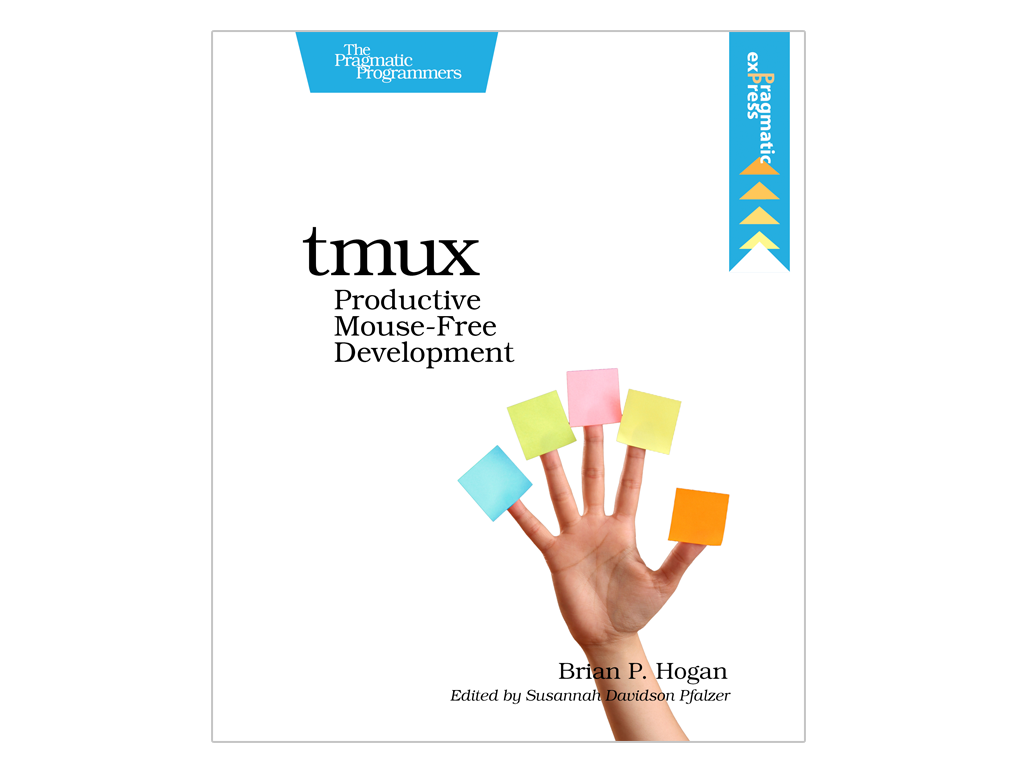 The
Pragmatic
Programmers
Pragmatic
exPress
tmux
Productive
Mouse-Free
Development
Brian P. Hogan
Edited by Susannah Davidson Pfalzer